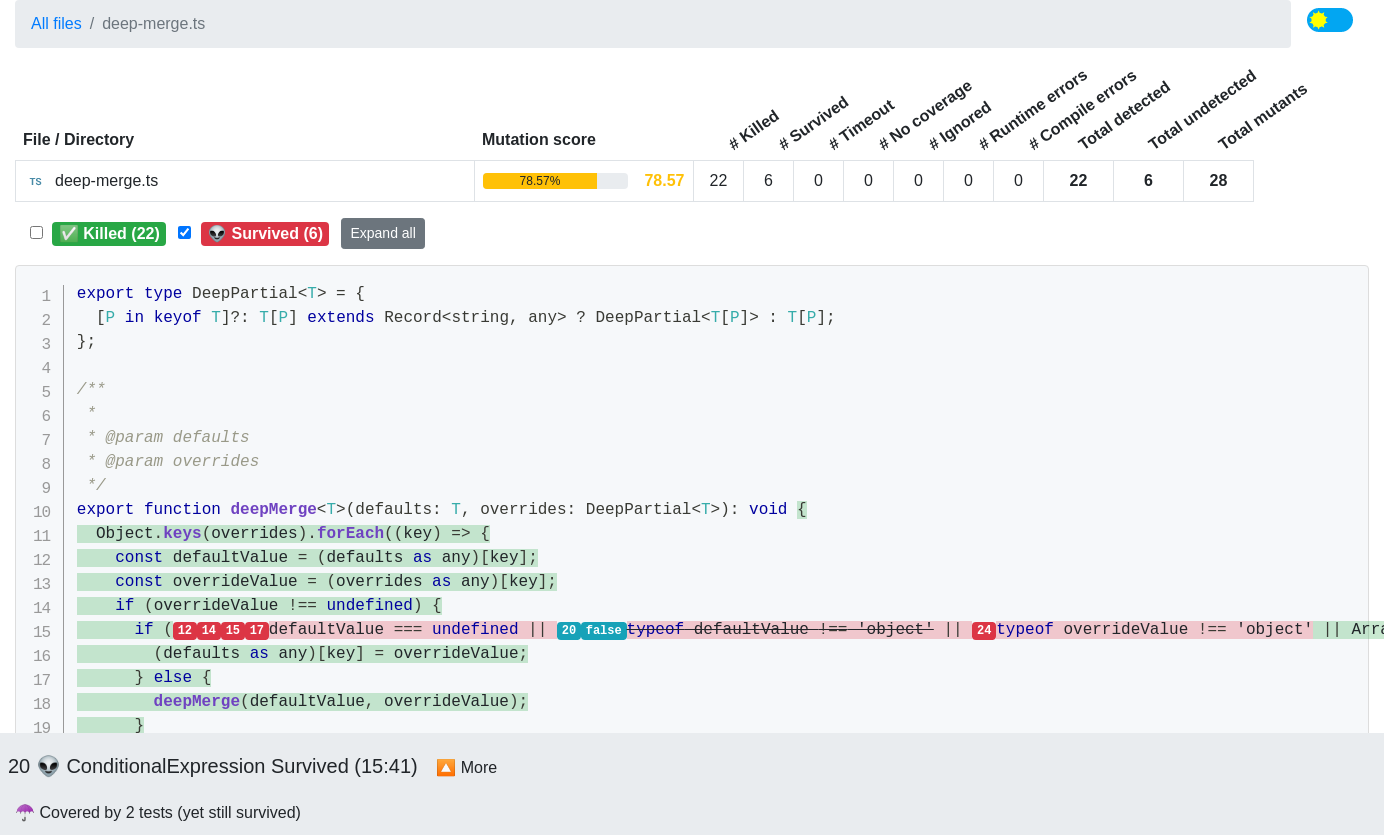 All files / deep-merge.ts
File / Directory Mutation score # Killed # Survived # Timeout # No coverage # Ignored # Runtime errors # Compile errors Total detected Total undetected Total mutants
TS deep-merge.ts 78.57% 78.57 22 6 0 0 0 0 0 22 6 28
✅ Killed (22) 👽 Survived (6) Expand all
1 export type DeepPartial<T> = {
2 [P in keyof T]?: T[P] extends Record<string, any> ? DeepPartial<T[P]> : T[P];
3 };
4
5 /**
6 *
7 * @param defaults
8 * @param overrides
9 */
10 export function deepMerge<T>(defaults: T, overrides: DeepPartial<T>): void {
11 Object.keys(overrides).forEach((key) => {
12 const defaultValue = (defaults as any)[key];
13 const overrideValue = (overrides as any)[key];
14 if (overrideValue !== undefined) {
15 if (12 14 15 17 defaultValue === undefined || 20 false typeof defaultValue !== 'object' || 24 typeof overrideValue !== 'object' || Arra
16 (defaults as any)[key] = overrideValue;
17 } else {
18 deepMerge(defaultValue, overrideValue);
19 }
20 👽 ConditionalExpression Survived (15:41) 🔼 More
☂️ Covered by 2 tests (yet still survived)